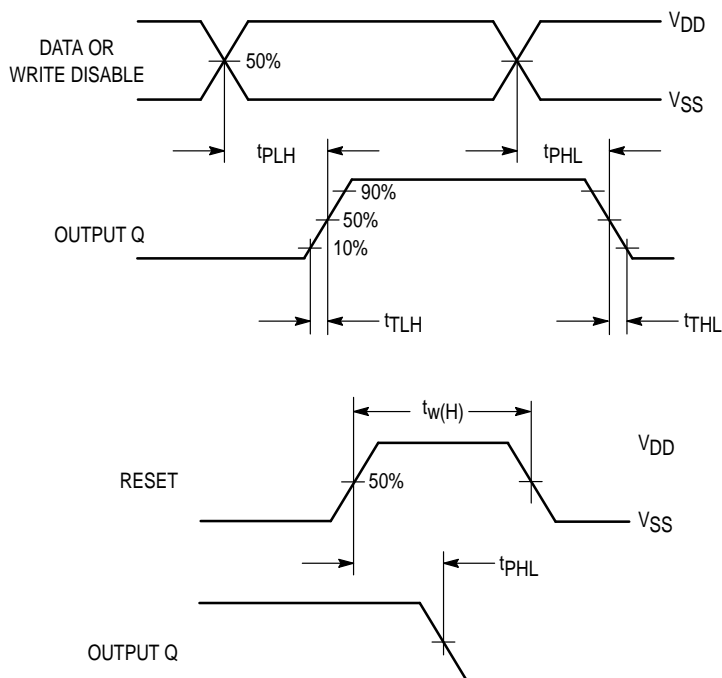 DATA OR
WRITE DISABLE
50%
VDD
VSS
tPLH
tPHL
OUTPUT Q
90%
50%
10%
tTLH
tTHL
tw(H)
RESET
50%
VDD
VSS
tPHL
OUTPUT Q